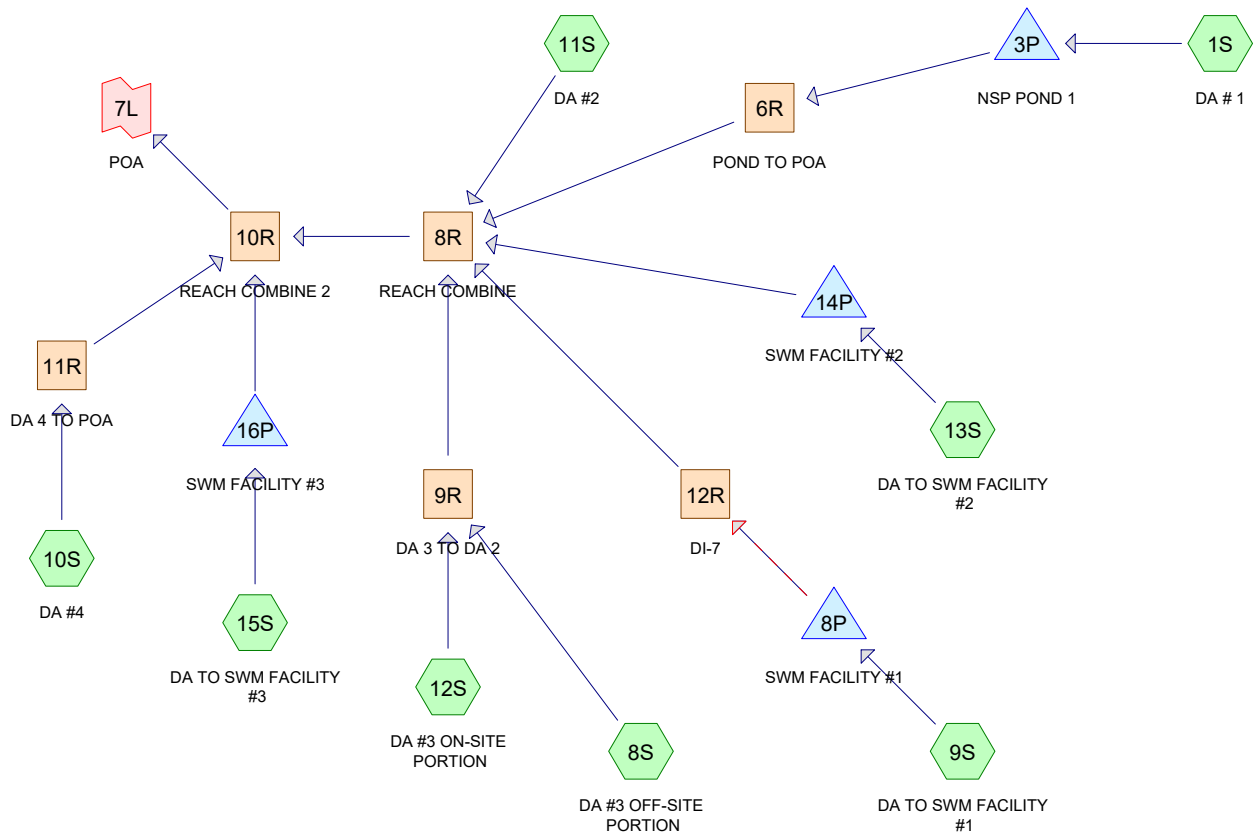 11S
DA #2
3P
NSP POND 1
1S
DA # 1
7L
POA
6R
POND TO POA
10R
REACH COMBINE 2
8R
REACH COMBINE
14P
SWM FACILITY #2
11R
DA 4 TO POA
16P
SWM FACILITY #3
13S
DA TO SWM FACILITY
#2
9R
DA 3 TO DA 2
12R
DI-7
10S
DA #4
15S
DA TO SWM FACILITY
#3
8P
SWM FACILITY #1
12S
DA #3 ON-SITE
PORTION
8S
DA #3 OFF-SITE
PORTION
9S
DA TO SWM FACILITY
#1